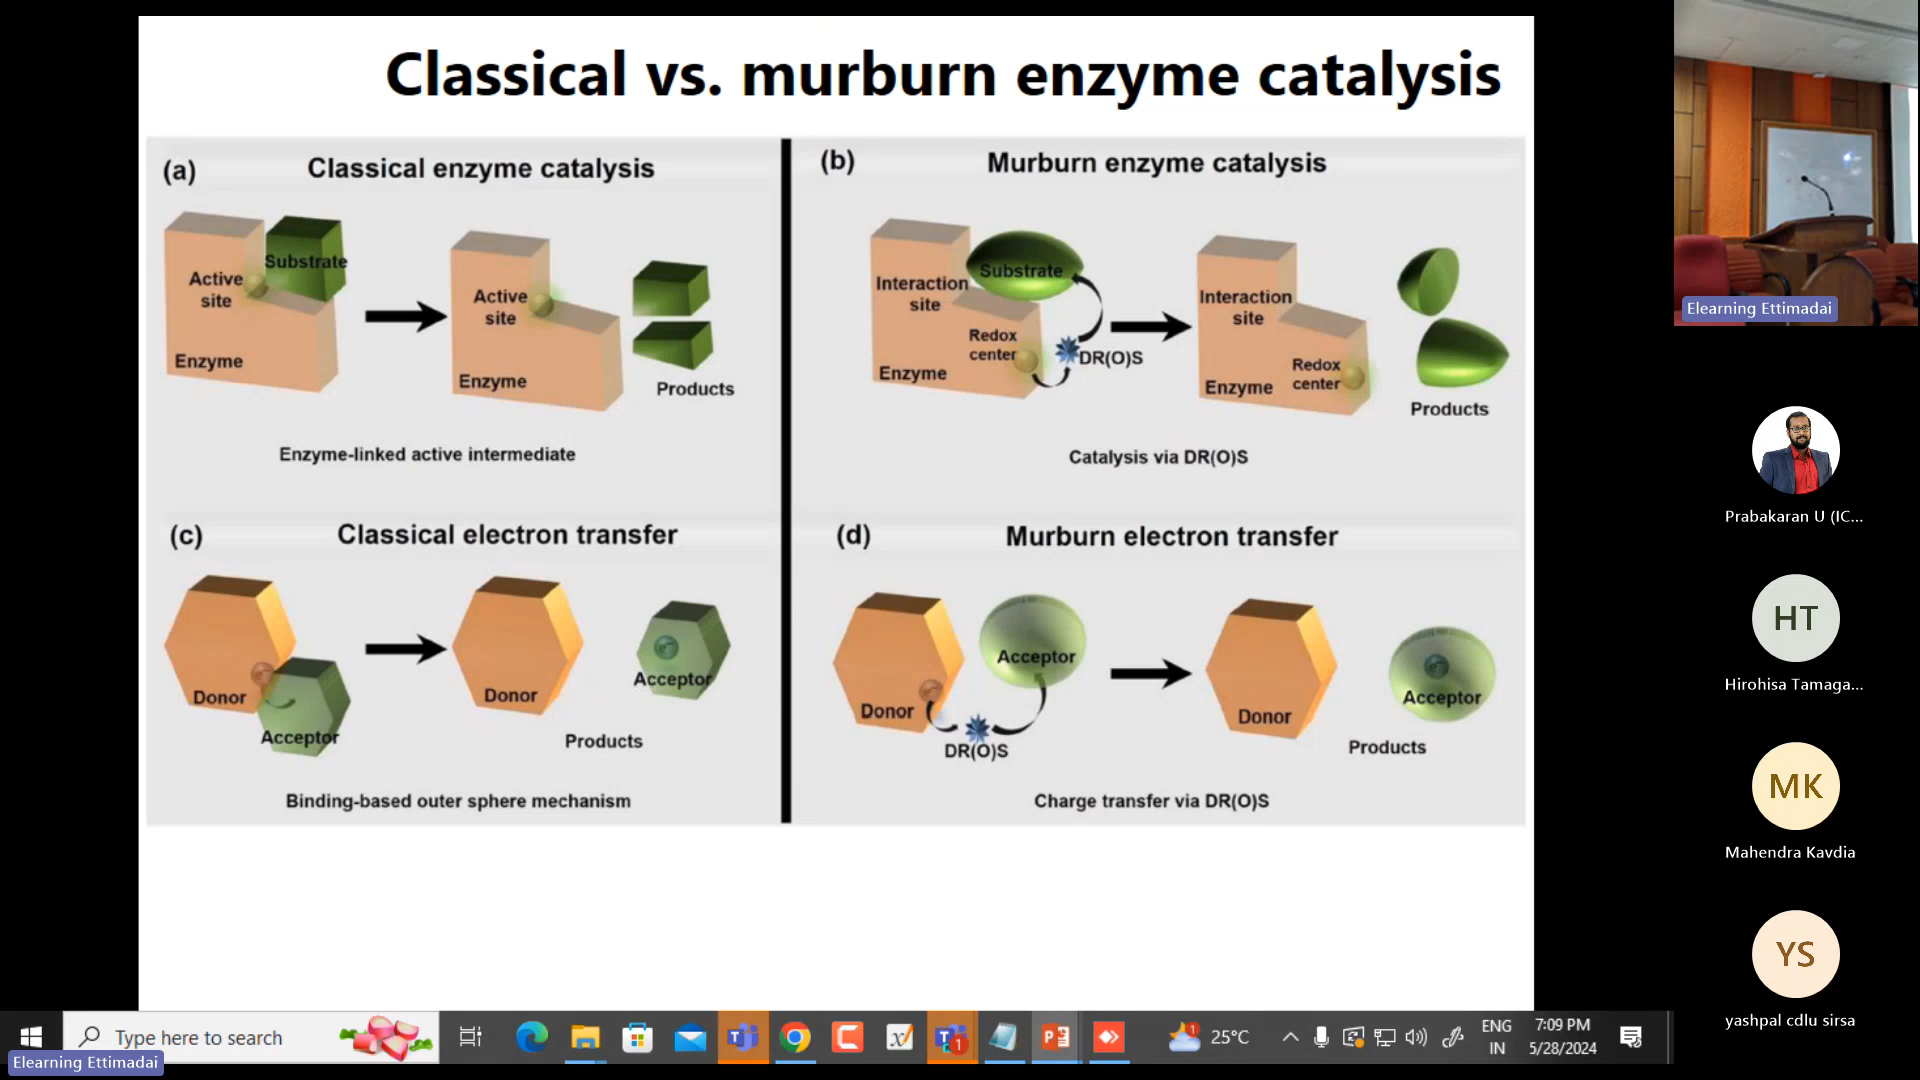 Classical vs. murburn enzyme catalysis
(a)
Classical enzyme catalysis
Active
site
Substrate
Enzyme
Active
site
Enzyme
Products
Enzyme-linked active intermediate
(b)
Murburn enzyme catalysis
Interaction
site
Substrate
Redox
center
DR(O)S
Enzyme
Interaction
site
Redox
center
Enzyme
Products
Catalysis via DR(O)S
(c)
Classical electron transfer
Donor
Acceptor
Donor
Acceptor
Products
Binding-based outer sphere mechanism
(d)
Murburn electron transfer
Donor
Acceptor
DR(O)S
Donor
Acceptor
Products
Charge transfer via DR(O)S
Elearning Ettimadai
Prabakaran U (IC...
HT
Hirohisa Tamaga...
MK
Mahendra Kavdia
YS
yashpal cdlu sirsa
Type here to search
1
1
25°C
ENG
IN
7:09 PM
5/28/2024
Elearning Ettimadai